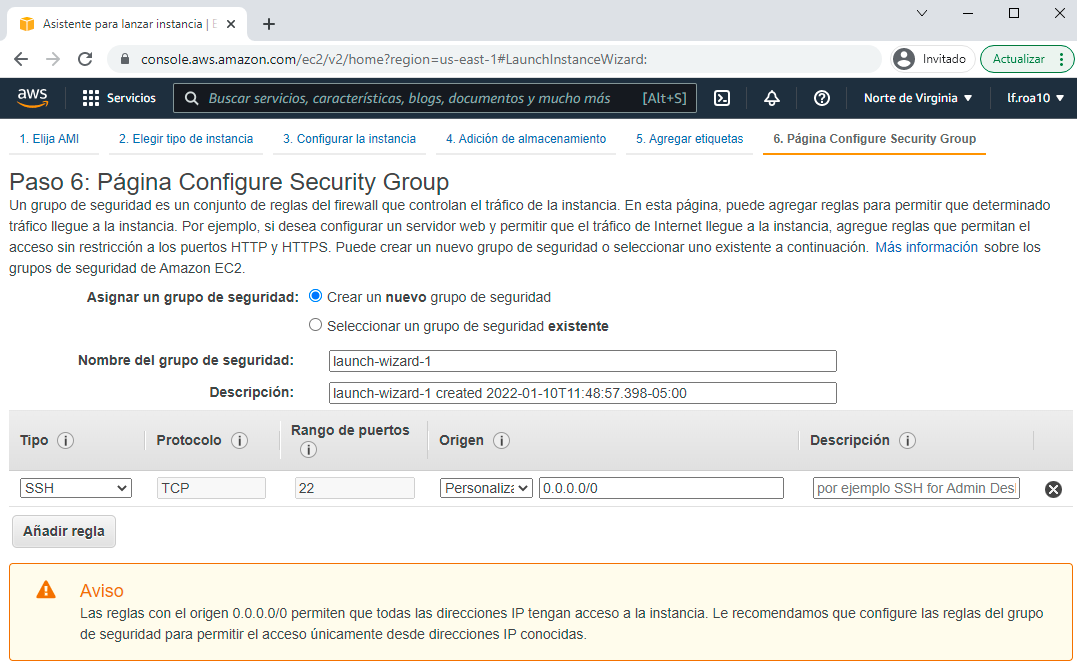 Asistente para lanzar instancia | E
console.aws.amazon.com/ec2/v2/home?region=us-east-1#LaunchInstanceWizard:
Invitado
Actualizar
aws
Servicios
Buscar servicios, características, blogs, documentos y mucho más
[Alt+S]
Norte de Virginia
lf.roa10
1. Elija AMI
2. Elegir tipo de instancia
3. Configurar la instancia
4. Adición de almacenamiento
5. Agregar etiquetas
6. Página Configure Security Group
Paso 6: Página Configure Security Group
Un grupo de seguridad es un conjunto de reglas del firewall que controlan el tráfico de la instancia. En esta página, puede agregar reglas para permitir que determinado
tráfico llegue a la instancia. Por ejemplo, si desea configurar un servidor web y permitir que el tráfico de Internet llegue a la instancia, agregue reglas que permitan el
acceso sin restricción a los puertos HTTP y HTTPS. Puede crear un nuevo grupo de seguridad o seleccionar uno existente a continuación. Más información sobre los
grupos de seguridad de Amazon EC2.
Asignar un grupo de seguridad: Crear un nuevo grupo de seguridad
Seleccionar un grupo de seguridad existente
Nombre del grupo de seguridad: launch-wizard-1
Descripción: launch-wizard-1 created 2022-01-10T11:48:57.398-05:00
Tipo i Protocolo i Rango de puertos i Origen i Descripción i
SSH TCP 22 Personaliza 0.0.0.0/0 por ejemplo SSH for Admin Des
Añadir regla
Aviso
Las reglas con el origen 0.0.0.0/0 permiten que todas las direcciones IP tengan acceso a la instancia. Le recomendamos que configure las reglas del grupo
de seguridad para permitir el acceso únicamente desde direcciones IP conocidas.